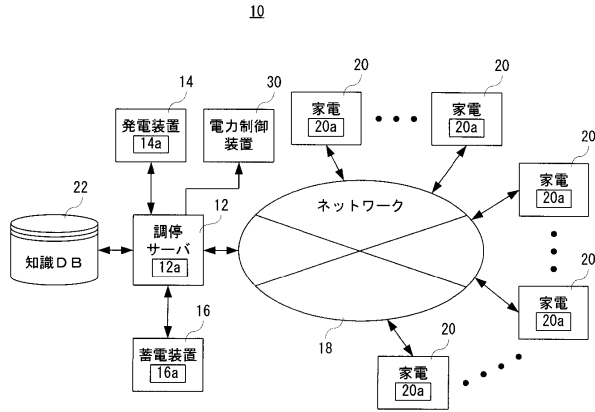 10
14
30
20
20
発電装置
14a
電力制御
装置
家電
20a
家電
20a
20
家電
20a
22
12
ネットワーク
調停
サーバ
12a
知識DB
20
家電
20a
16
18
20
蓄電装置
16a
家電
20a